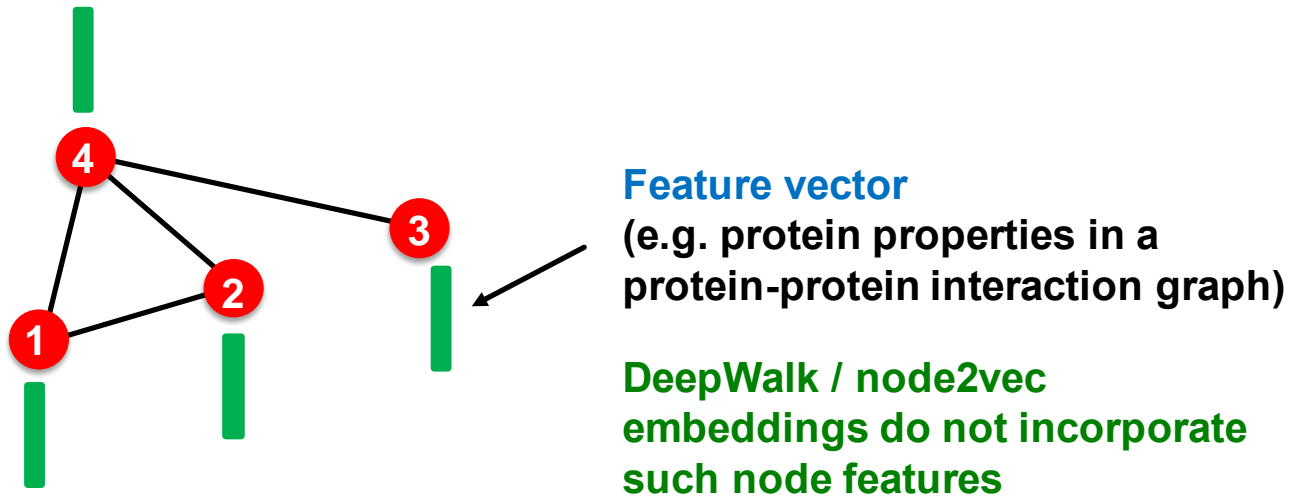 4
3
2
1
Feature vector
(e.g. protein properties in a
protein-protein interaction graph)
DeepWalk / node2vec
embeddings do not incorporate
such node features